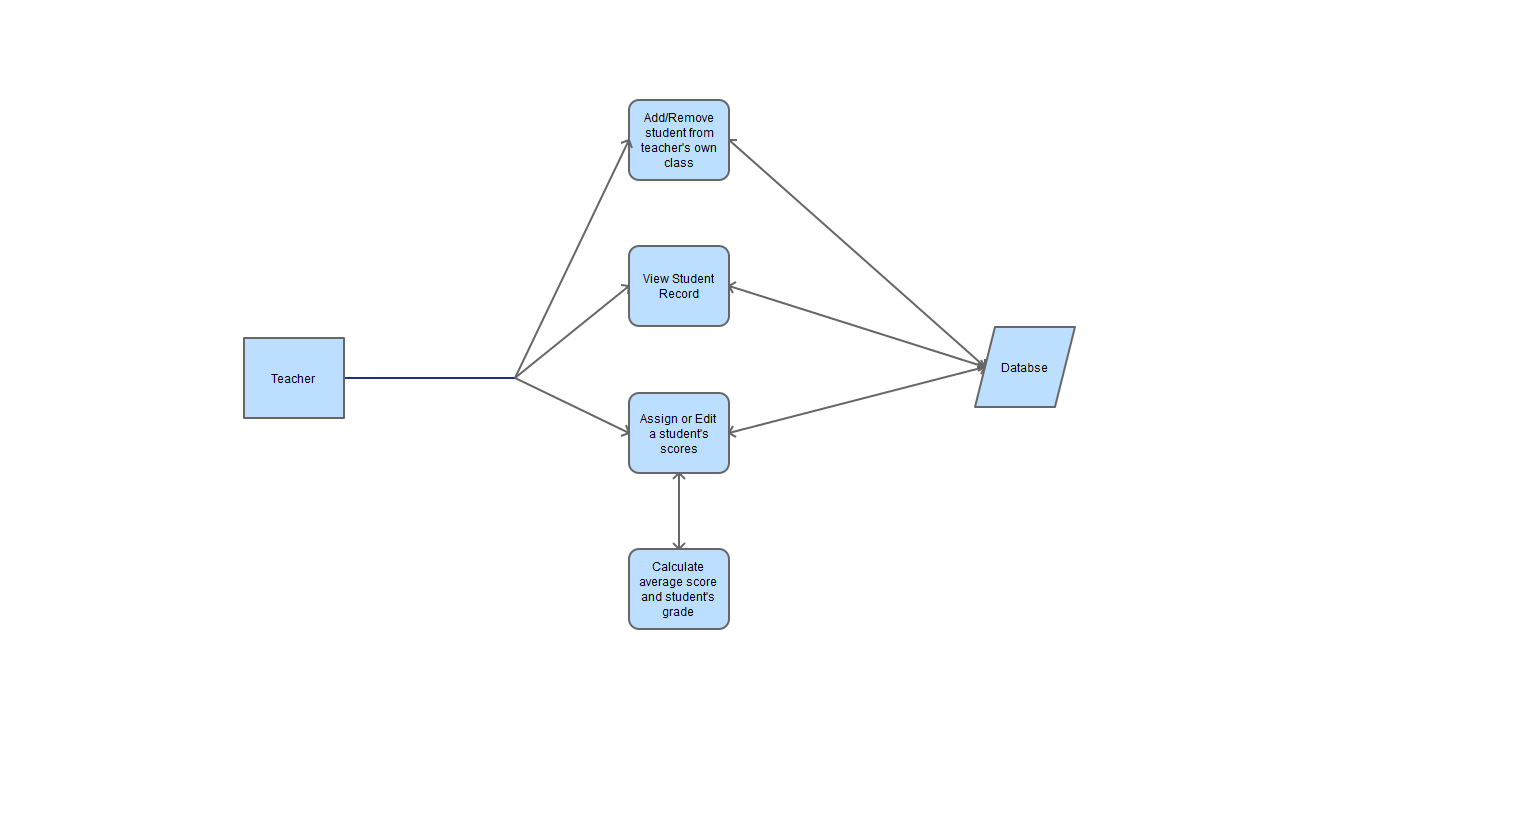 Add/Remove
student from
teacher's own
class
View Student
Record
Teacher
Databse
Assign or Edit
a student's
scores
Calculate
average score
and student's
grade